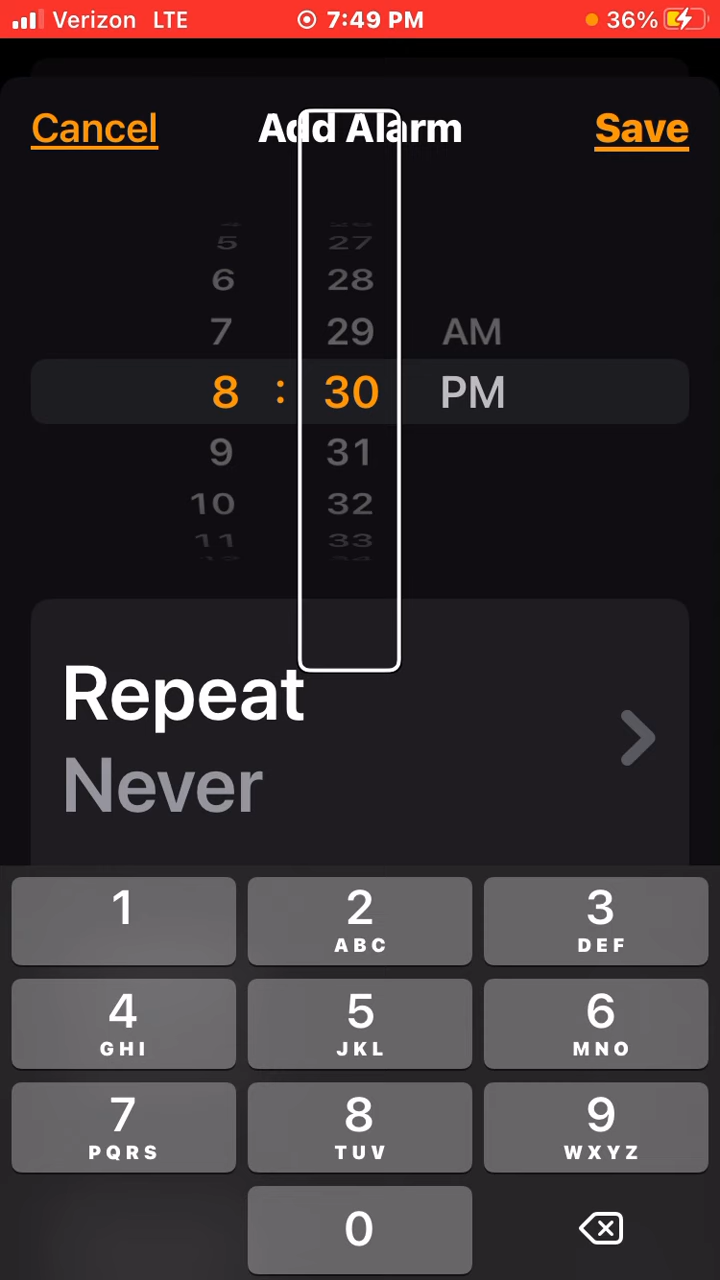 Verizon LTE 7:49 PM 36%
Cancel Add Alarm Save
5 27
6 28
7 29 AM
8 : 30 PM
9 31
10 32
11 33
Repeat
Never
1 2 3
ABC DEF
4 5 6
GHI JKL MNO
7 8 9
PQRS TUV WXYZ
0